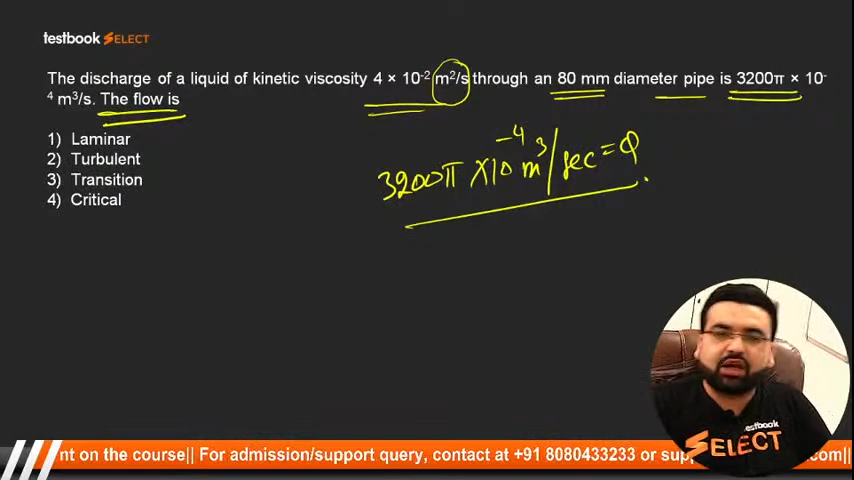 testbook SELECT
The discharge of a liquid of kinetic viscosity 4 × 10⁻² m²/s through an 80 mm diameter pipe is 3200π × 10⁻
⁴ m³/s. The flow is
1) Laminar
2) Turbulent
3) Transition
4) Critical
3200π × 10⁻⁴ m³/sec = Q
testbook
SELECT
nt on the course|| For admission/support query, contact at +91 8080433233 or sup com||